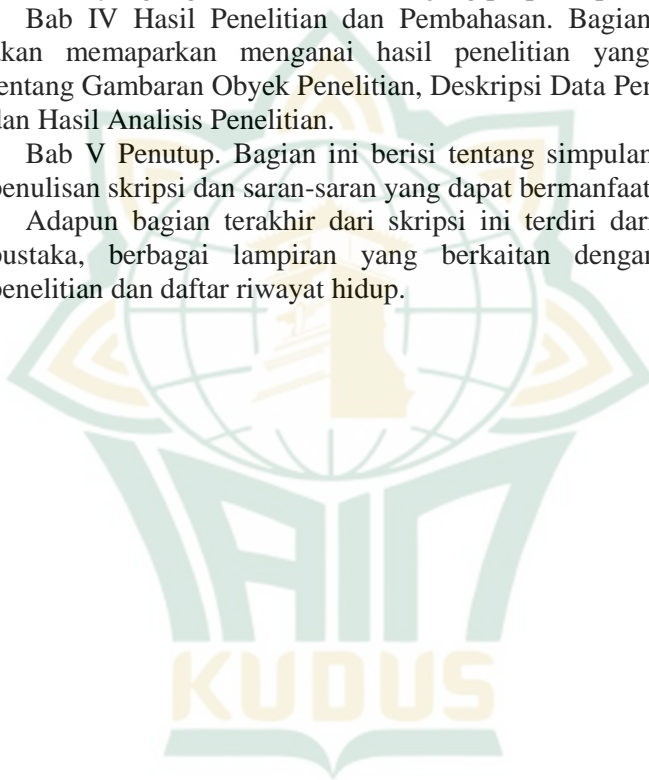 Bab IV Hasil Penelitian dan Pembahasan. Bagian
akan memaparkan menganai hasil penelitian yang
tentang Gambaran Obyek Penelitian, Deskripsi Data Pen
dan Hasil Analisis Penelitian.
Bab V Penutup. Bagian ini berisi tentang simpulan
penulisan skripsi dan saran-saran yang dapat bermanfaat
Adapun bagian terakhir dari skripsi ini terdiri dari
pustaka, berbagai lampiran yang berkaitan dengan
penelitian dan daftar riwayat hidup.
IAIN
KUDUS